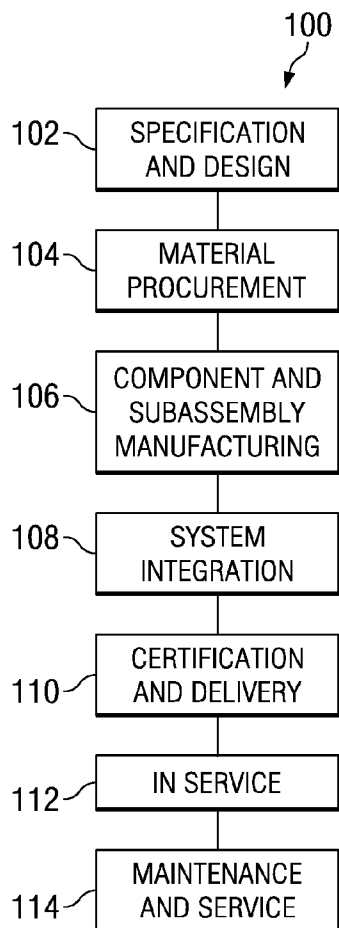 100
102
SPECIFICATION
AND DESIGN
104
MATERIAL
PROCUREMENT
106
COMPONENT AND
SUBASSEMBLY
MANUFACTURING
108
SYSTEM
INTEGRATION
110
CERTIFICATION
AND DELIVERY
112
IN SERVICE
114
MAINTENANCE
AND SERVICE